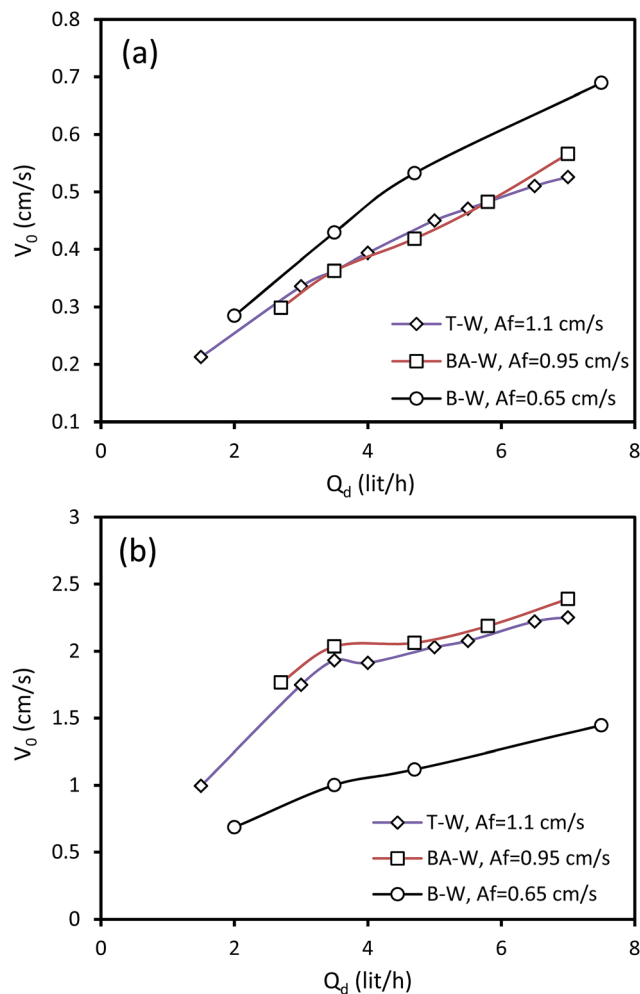 (a)
V₀ (cm/s)
0.8
0.7
0.6
0.5
0.4
0.3
0.2
0.1
T-W, Af=1.1 cm/s
BA-W, Af=0.95 cm/s
B-W, Af=0.65 cm/s
0 2 4 6 8
Q_d (lit/h)
(b)
V₀ (cm/s)
3
2.5
2
1.5
1
0.5
0
T-W, Af=1.1 cm/s
BA-W, Af=0.95 cm/s
B-W, Af=0.65 cm/s
0 2 4 6 8
Q_d (lit/h)